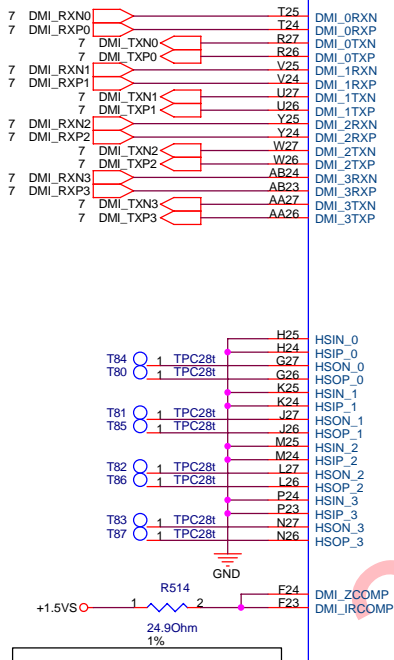 7 DMI_RXN0 T25 DMI_0RXN
7 DMI_RXP0 T24 DMI_0RXP
7 DMI_TXN0 R27 DMI_0TXN
7 DMI_TXP0 R26 DMI_0TXP
7 DMI_RXN1 V25 DMI_1RXN
7 DMI_RXP1 V24 DMI_1RXP
7 DMI_TXN1 U27 DMI_1TXN
7 DMI_TXP1 U26 DMI_1TXP
7 DMI_RXN2 Y25 DMI_2RXN
7 DMI_RXP2 Y24 DMI_2RXP
7 DMI_TXN2 W27 DMI_2TXN
7 DMI_TXP2 W26 DMI_2TXP
7 DMI_RXN3 AB24 DMI_3RXN
7 DMI_RXP3 AB23 DMI_3RXP
7 DMI_TXN3 AA27 DMI_3TXN
7 DMI_TXP3 AA26 DMI_3TXP
H25 HSIN_0
H24 HSIP_0
T84 1 TPC28t G27 HSON_0
T80 1 TPC28t G26 HSOP_0
K25 HSIN_1
K24 HSIP_1
T81 1 TPC28t J27 HSON_1
T85 1 TPC28t J26 HSOP_1
M25 HSIN_2
M24 HSIP_2
T82 1 TPC28t L27 HSON_2
T86 1 TPC28t L26 HSOP_2
P24 HSIN_3
P23 HSIP_3
T83 1 TPC28t N27 HSON_3
T87 1 TPC28t N26 HSOP_3
GND
R514 F24 DMI_ZCOMP
+1.5VS 1 2 F23 DMI_IRCOMP
24.9Ohm
1%